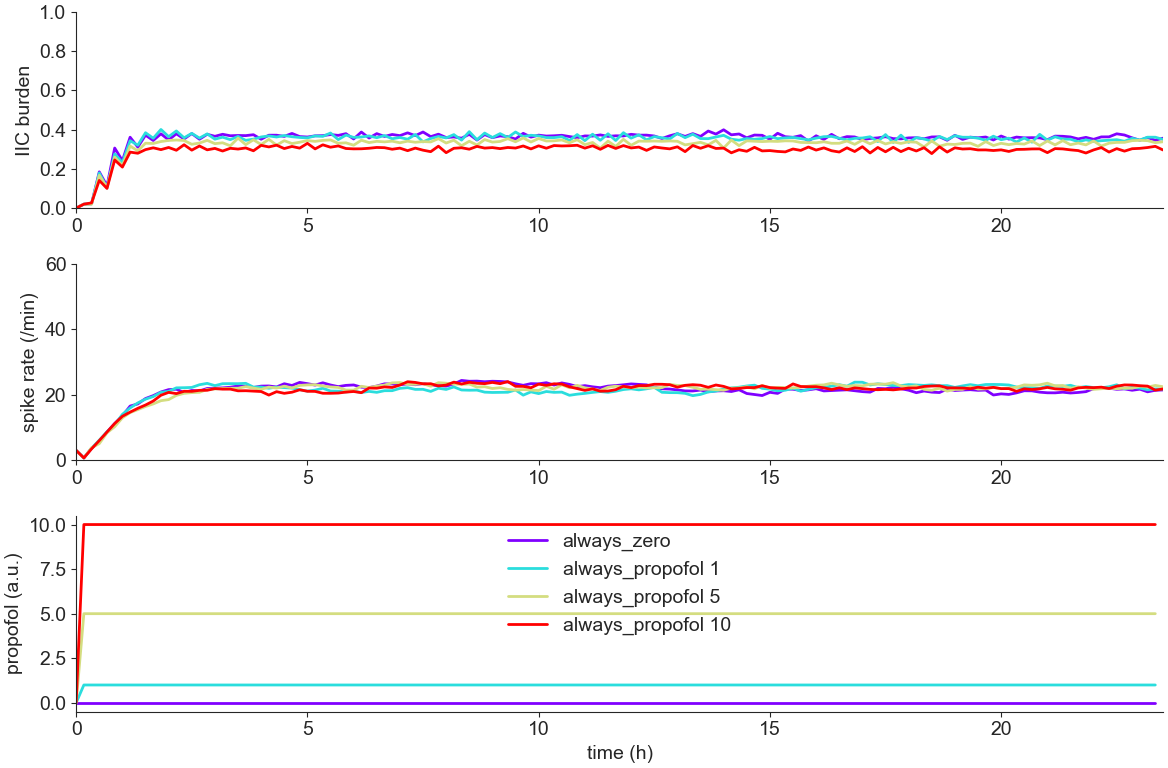 1.0
0.8
0.6
0.4
0.2
0.0
IIC burden
0 5 10 15 20
60
40
20
0
spike rate (/min)
0 5 10 15 20
10.0
7.5
5.0
2.5
0.0
propofol (a.u.)
always_zero
always_propofol 1
always_propofol 5
always_propofol 10
0 5 10 15 20
time (h)